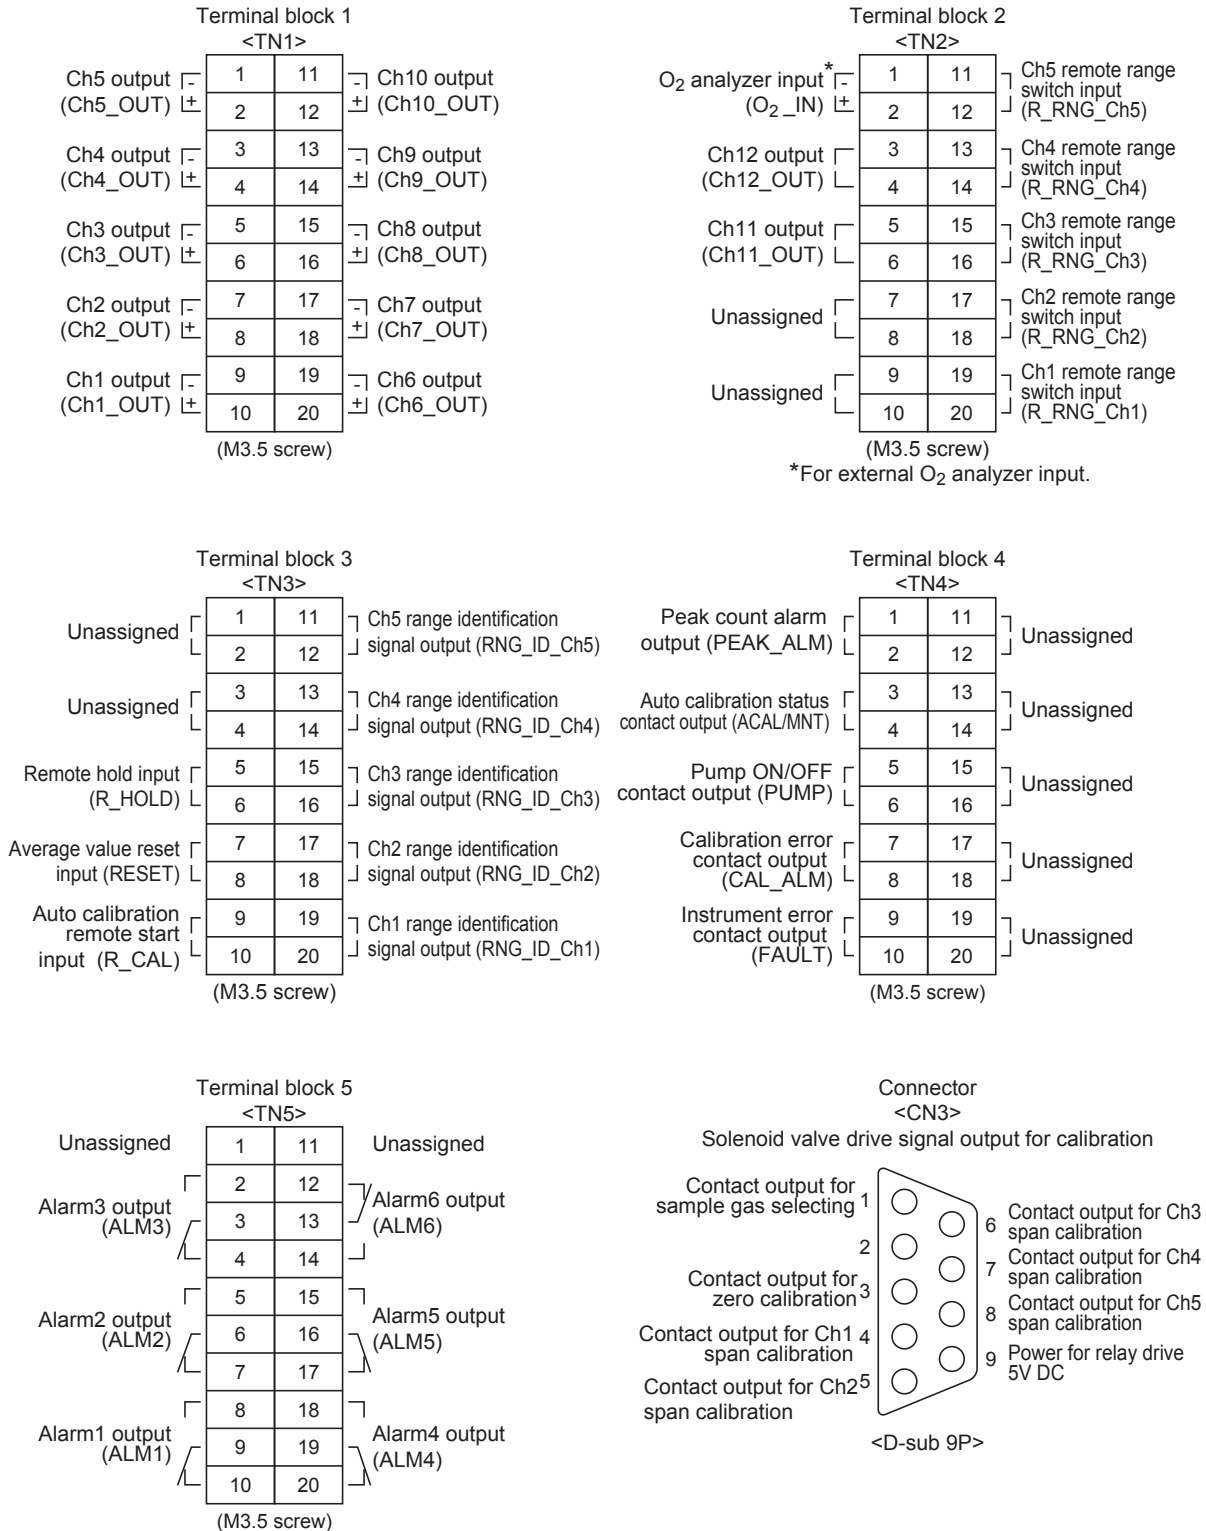 Terminal block 1
<TN1>
Ch5 output
(Ch5_OUT)
-
+
1 11
2 12
-
+
Ch10 output
(Ch10_OUT)
Ch4 output
(Ch4_OUT)
-
+
3 13
4 14
-
+
Ch9 output
(Ch9_OUT)
Ch3 output
(Ch3_OUT)
-
+
5 15
6 16
-
+
Ch8 output
(Ch8_OUT)
Ch2 output
(Ch2_OUT)
-
+
7 17
8 18
-
+
Ch7 output
(Ch7_OUT)
Ch1 output
(Ch1_OUT)
-
+
9 19
10 20
-
+
Ch6 output
(Ch6_OUT)
(M3.5 screw)
Terminal block 2
<TN2>
O2 analyzer input*
(O2_IN)
-
+
1 11
2 12
Ch5 remote range
switch input
(R_RNG_Ch5)
Ch12 output
(Ch12_OUT)
3 13
4 14
Ch4 remote range
switch input
(R_RNG_Ch4)
Ch11 output
(Ch11_OUT)
5 15
6 16
Ch3 remote range
switch input
(R_RNG_Ch3)
Unassigned
7 17
8 18
Ch2 remote range
switch input
(R_RNG_Ch2)
Unassigned
9 19
10 20
Ch1 remote range
switch input
(R_RNG_Ch1)
(M3.5 screw)
*For external O2 analyzer input.
Terminal block 3
<TN3>
Unassigned
1 11
2 12
Ch5 range identification
signal output (RNG_ID_Ch5)
Unassigned
3 13
4 14
Ch4 range identification
signal output (RNG_ID_Ch4)
Remote hold input
(R_HOLD)
5 15
6 16
Ch3 range identification
signal output (RNG_ID_Ch3)
Average value reset
input (RESET)
7 17
8 18
Ch2 range identification
signal output (RNG_ID_Ch2)
Auto calibration
remote start
input (R_CAL)
9 19
10 20
Ch1 range identification
signal output (RNG_ID_Ch1)
(M3.5 screw)
Terminal block 4
<TN4>
Peak count alarm
output (PEAK_ALM)
1 11
2 12
Unassigned
Auto calibration status
contact output (ACAL/MNT)
3 13
4 14
Unassigned
Pump ON/OFF
contact output (PUMP)
5 15
6 16
Unassigned
Calibration error
contact output
(CAL_ALM)
7 17
8 18
Unassigned
Instrument error
contact output
(FAULT)
9 19
10 20
Unassigned
(M3.5 screw)
Terminal block 5
<TN5>
Unassigned
1 11
Unassigned
Alarm3 output
(ALM3)
2 12
3 13
4 14
Alarm6 output
(ALM6)
Alarm2 output
(ALM2)
5 15
6 16
7 17
Alarm5 output
(ALM5)
Alarm1 output
(ALM1)
8 18
9 19
10 20
Alarm4 output
(ALM4)
(M3.5 screw)
Connector
<CN3>
Solenoid valve drive signal output for calibration
Contact output for
sample gas selecting 1
2
Contact output for
zero calibration 3
Contact output for Ch1
span calibration 4
Contact output for Ch2 5
span calibration
6 Contact output for Ch3
span calibration
7 Contact output for Ch4
span calibration
8 Contact output for Ch5
span calibration
9 Power for relay drive
5V DC
<D-sub 9P>